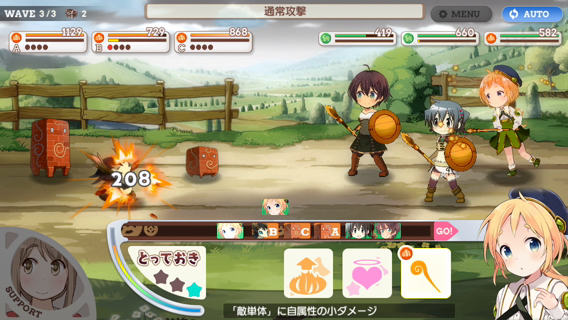 WAVE 3/3 2
通常攻撃
MENU
AUTO
1129
729
868
419
660
582
A
B
C
208
B C A GO!
とっておき
SUPPORT
「敵単体」に自属性の小ダメージ